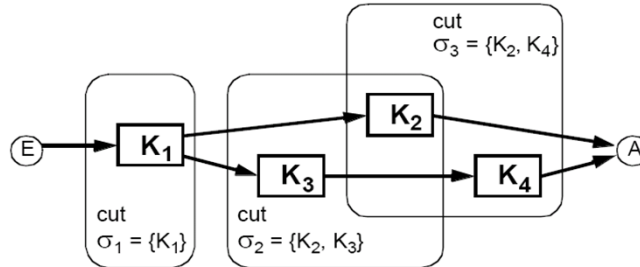 cut
σ₃ = {K₂, K₄}
E
K₁
K₂
K₃
K₄
A
cut
σ₁ = {K₁}
cut
σ₂ = {K₂, K₃}